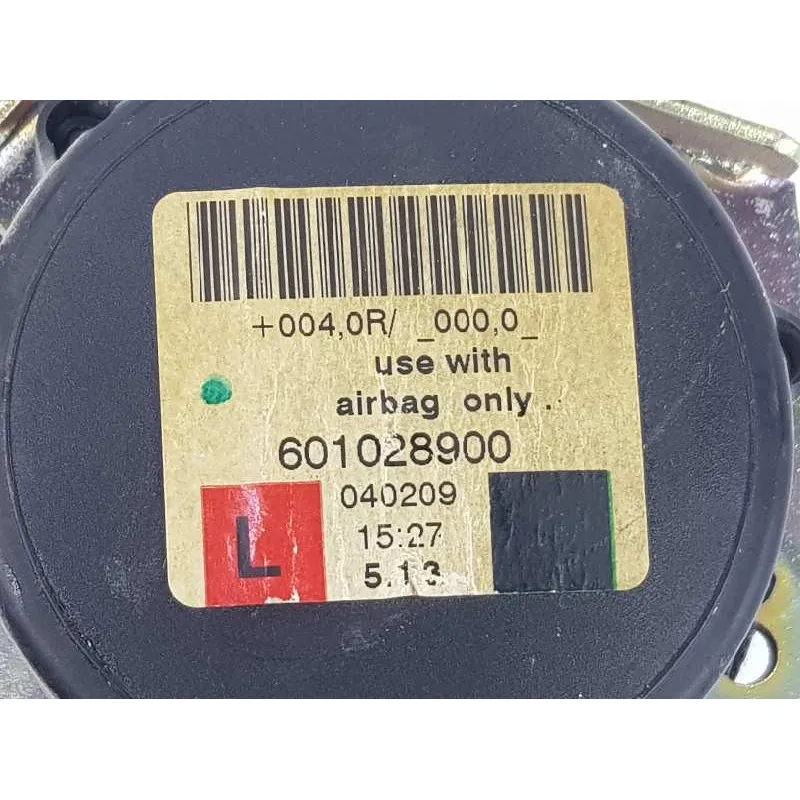 +004,0R/ _000,0_
use with
airbag only .
601028900
040209
15:27
5.13
L